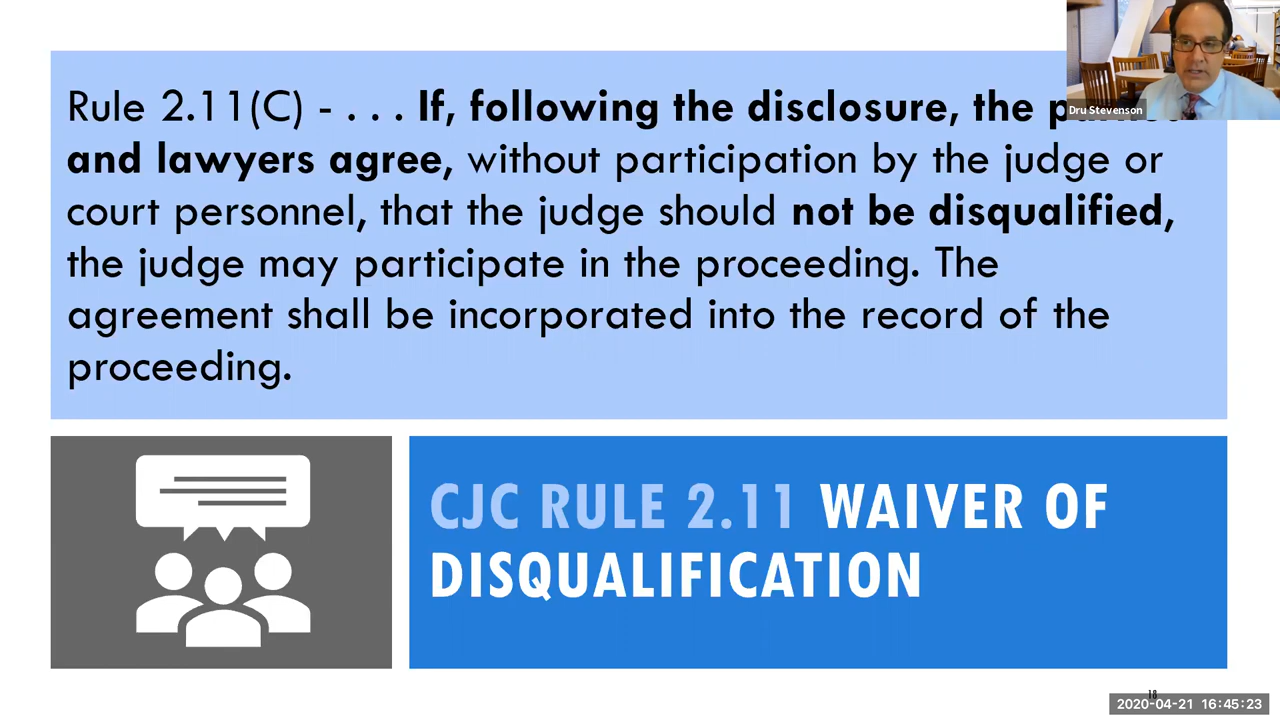 Rule 2.11(C) - . . . If, following the disclosure, the
and lawyers agree, without participation by the judge or
court personnel, that the judge should not be disqualified,
the judge may participate in the proceeding. The
agreement shall be incorporated into the record of the
proceeding.
Dru Stevenson
CJC RULE 2.11 WAIVER OF
DISQUALIFICATION
18
2020-04-21 16:45:23